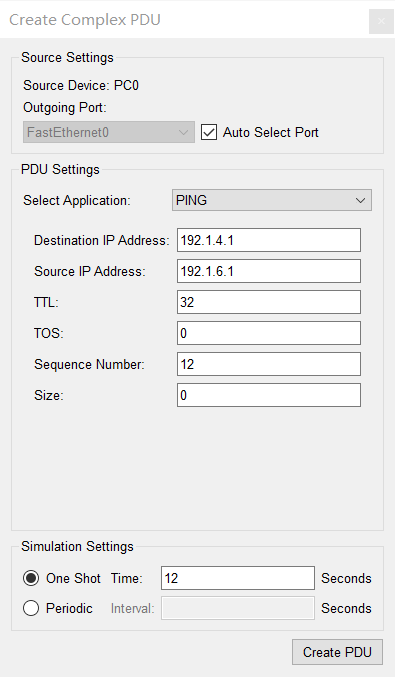 Create Complex PDU
Source Settings
Source Device: PC0
Outgoing Port:
FastEthernet0 Auto Select Port
PDU Settings
Select Application: PING
Destination IP Address: 192.1.4.1
Source IP Address: 192.1.6.1
TTL: 32
TOS: 0
Sequence Number: 12
Size: 0
Simulation Settings
One Shot Time: 12 Seconds
Periodic Interval: Seconds
Create PDU